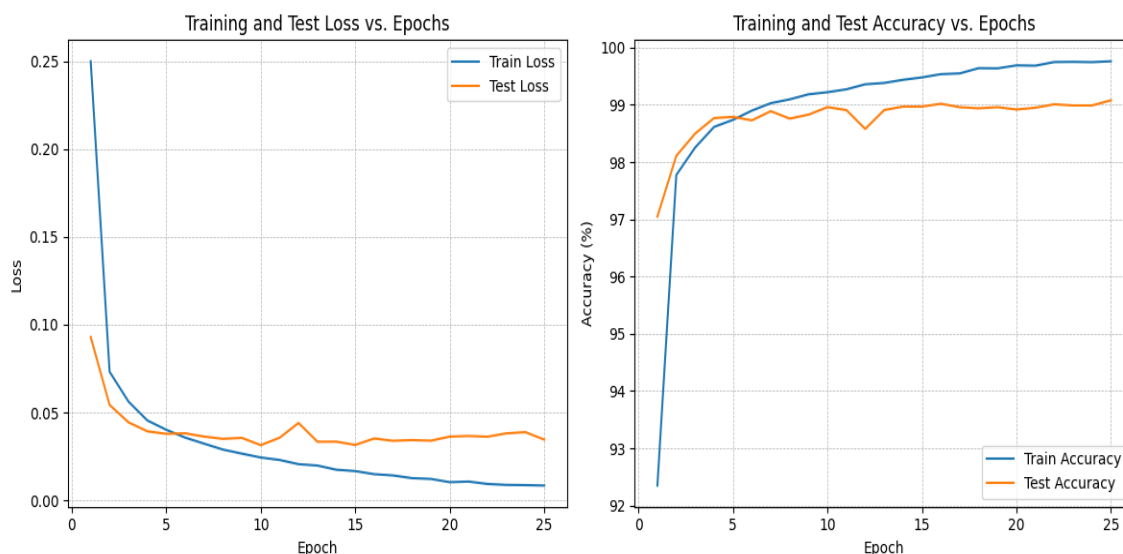 Training and Test Loss vs. Epochs
Train Loss
Test Loss
0.25
0.20
0.15
0.10
0.05
0.00
Loss
0
5
10
15
20
25
Epoch
Training and Test Accuracy vs. Epochs
100
99
98
97
96
95
94
93
92
Accuracy (%)
Train Accuracy
Test Accuracy
0
5
10
15
20
25
Epoch